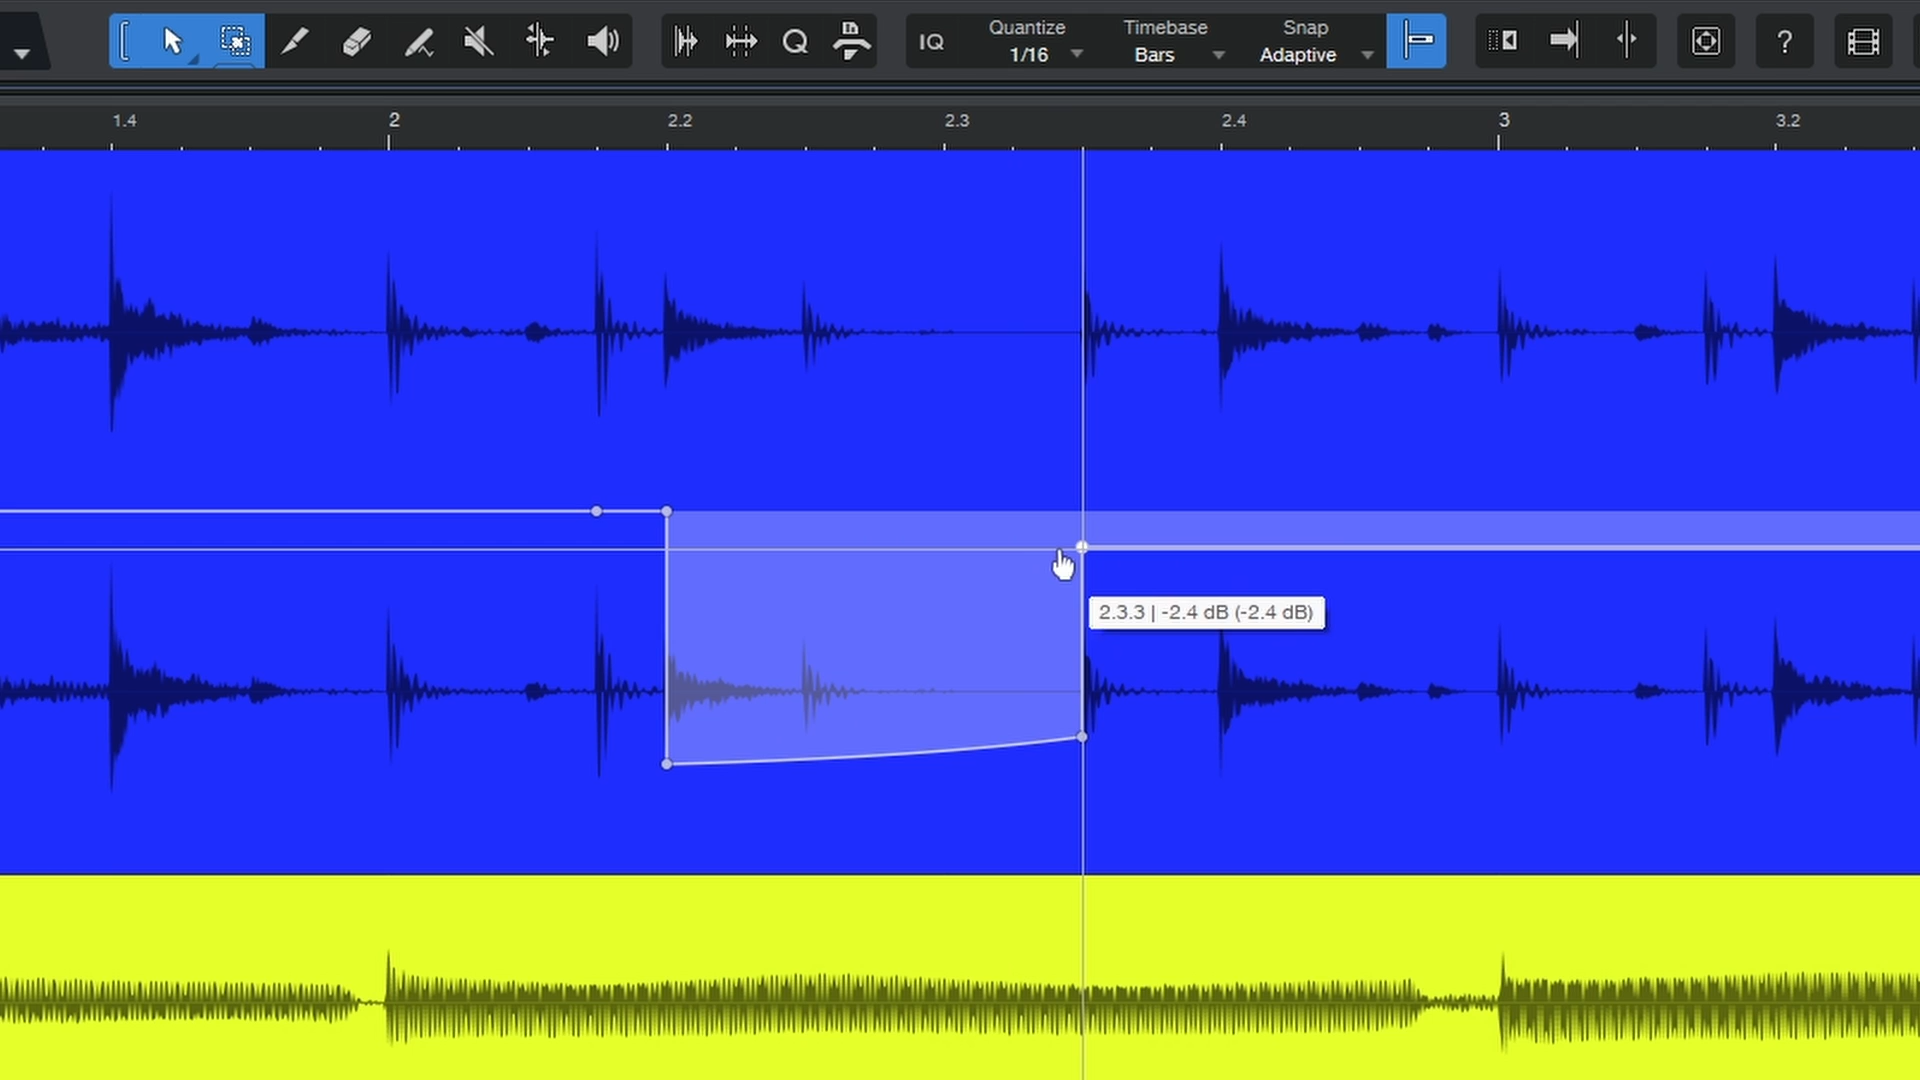 IQ
Quantize
1/16
Timebase
Bars
Snap
Adaptive
?
1.4
2
2.2
2.3
2.4
3
3.2
2.3.3 | -2.4 dB (-2.4 dB)